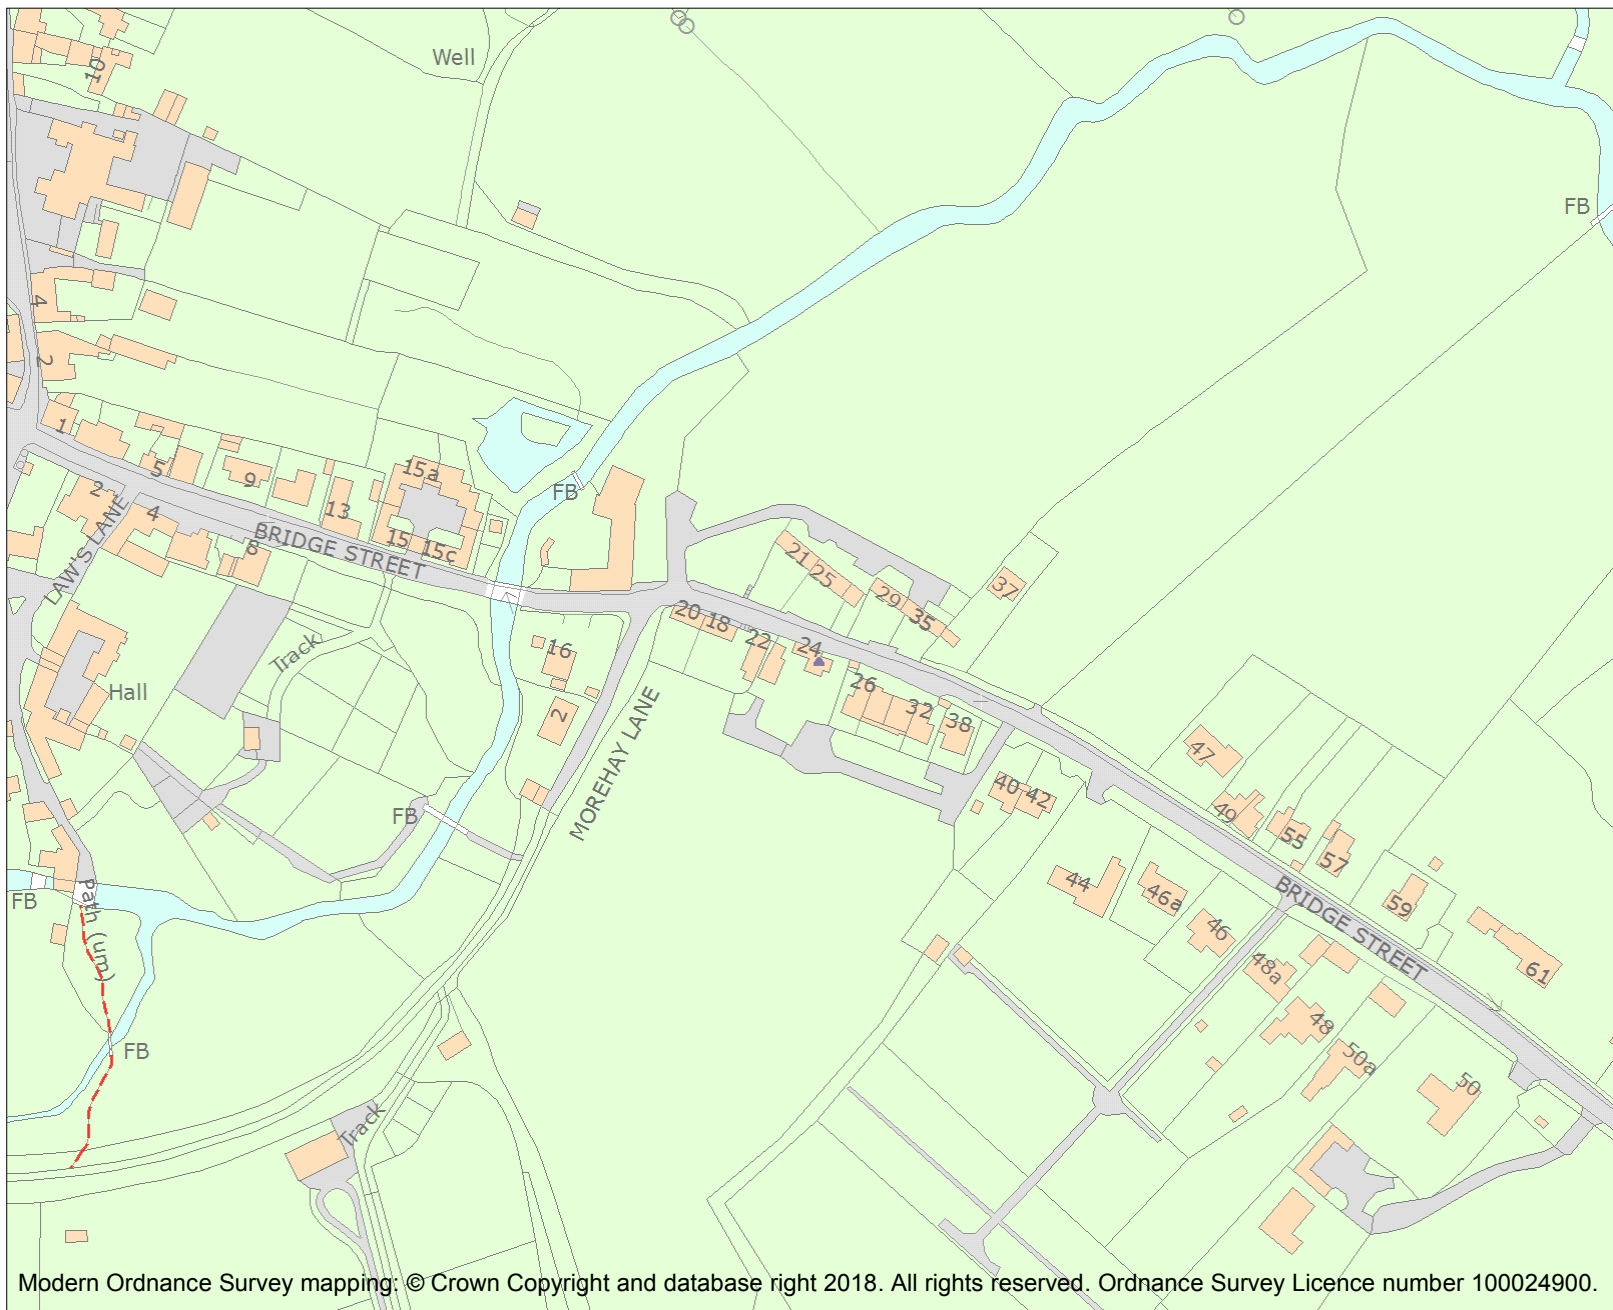 Well
10
FB
4
2
1
5
9
13
15a
15
15c
2
4
8
LAW'S LANE
BRIDGE STREET
FB
21
25
29
35
37
20
18
22
24
26
32
38
16
2
Track
Hall
MOREHAY LANE
47
49
55
57
59
61
40
42
44
46a
46
48a
48
50a
50
BRIDGE STREET
FB
FB
Path (um)
FB
Track
Modern Ordnance Survey mapping: © Crown Copyright and database right 2018. All rights reserved. Ordnance Survey Licence number 100024900.